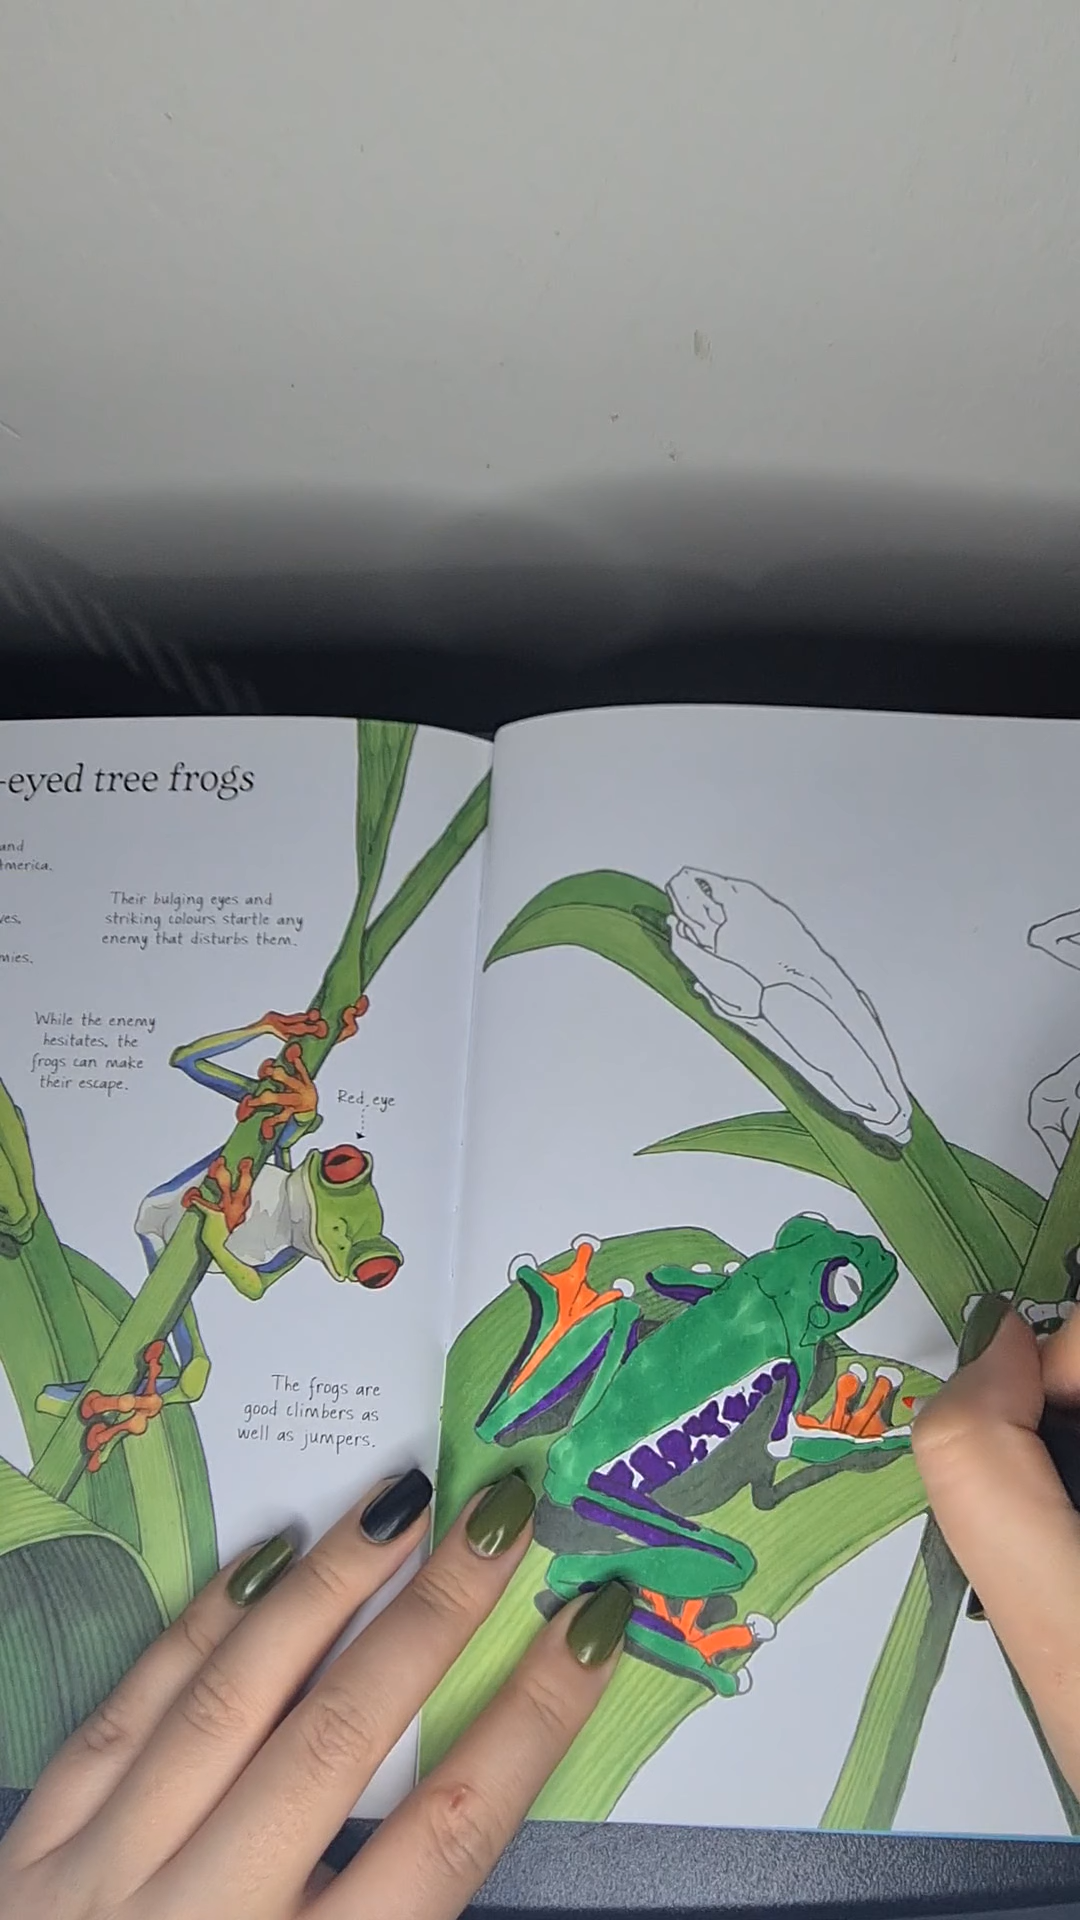 -eyed tree frogs
and
America.
Their bulging eyes and
striking colours startle any
enemy that disturbs them.
While the enemy
hesitates, the
frogs can make
their escape.
Red eye
The frogs are
good climbers as
well as jumpers.